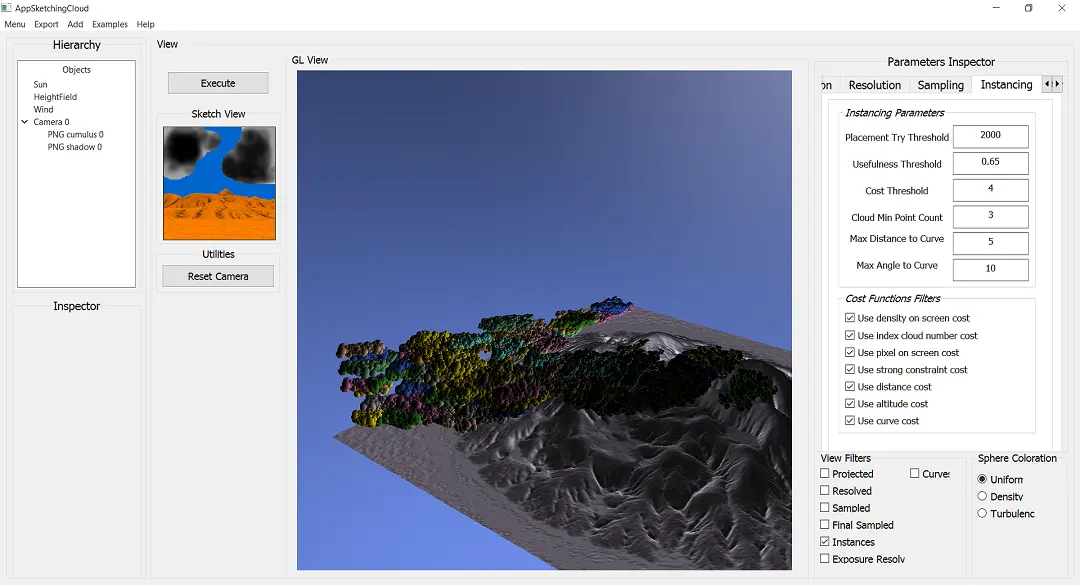 AppSketchingCloud
Menu Export Add Examples Help
Hierarchy
Objects
Sun
HeightField
Wind
Camera 0
PNG cumulus 0
PNG shadow 0
Inspector
View
Execute
Sketch View
Utilities
Reset Camera
GL View
Parameters Inspector
on Resolution Sampling Instancing
Instancing Parameters
Placement Try Threshold 2000
Usefulness Threshold 0.65
Cost Threshold 4
Cloud Min Point Count 3
Max Distance to Curve 5
Max Angle to Curve 10
Cost Functions Filters
Use density on screen cost
Use index cloud number cost
Use pixel on screen cost
Use strong constraint cost
Use distance cost
Use altitude cost
Use curve cost
View Filters
Projected Curves
Resolved
Sampled
Final Sampled
Instances
Exposure Resolv
Sphere Coloration
Uniform
Density
Turbulenc